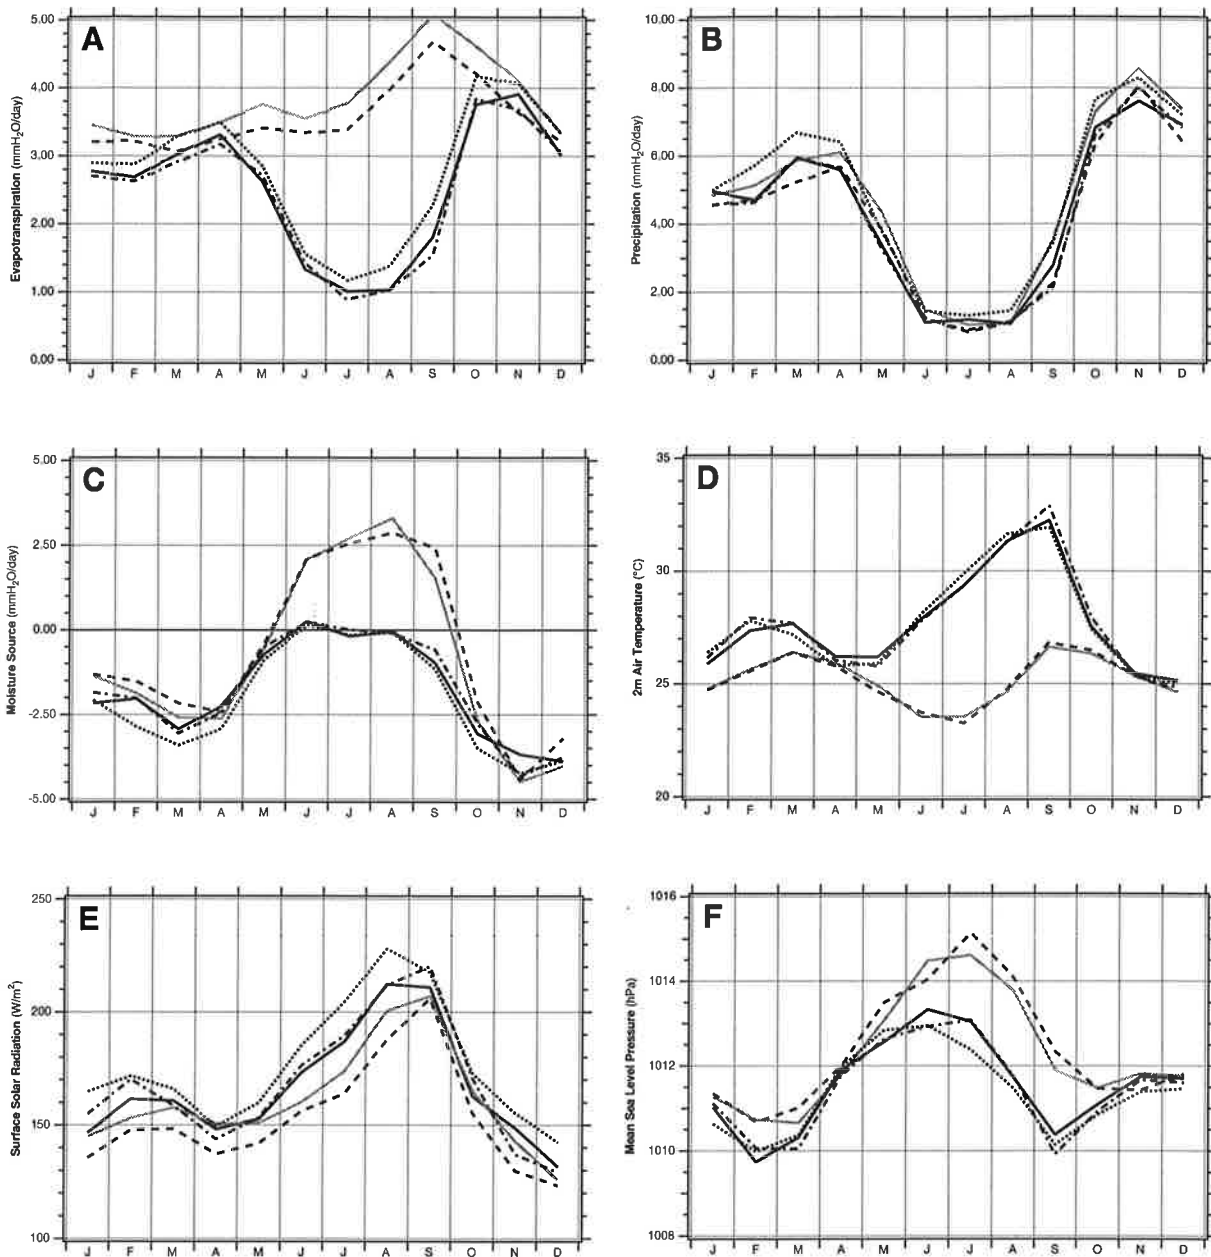 A
Evapotranspiration (mmH₂O/day)
5.00
4.00
3.00
2.00
1.00
0.00
J F M A M J J A S O N D
B
Precipitation (mmH₂O/day)
10.00
8.00
6.00
4.00
2.00
0.00
J F M A M J J A S O N D
C
Moisture Source (mmH₂O/day)
5.00
2.50
0.00
-2.50
-5.00
J F M A M J J A S O N D
D
2m Air Temperature (°C)
35
30
25
20
J F M A M J J A S O N D
E
Surface Solar Radiation (W/m²)
250
200
150
100
J F M A M J J A S O N D
F
Mean Sea Level Pressure (hPa)
1016
1014
1012
1010
1008
J F M A M J J A S O N D